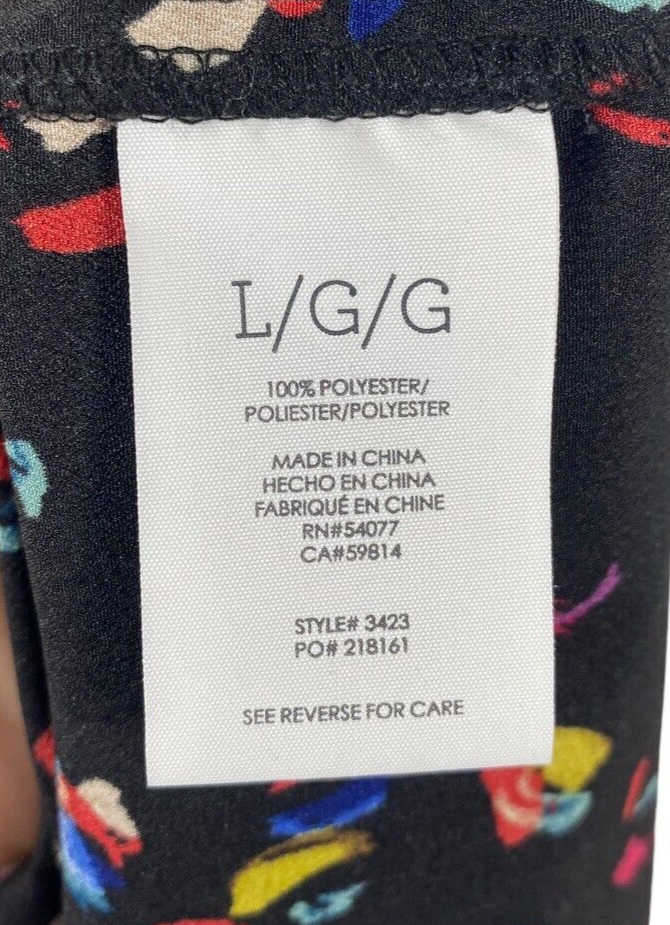 L/G/G
100% POLYESTER/
POLIESTER/POLYESTER
MADE IN CHINA
HECHO EN CHINA
FABRIQUÉ EN CHINE
RN#54077
CA#59814
STYLE# 3423
PO# 218161
SEE REVERSE FOR CARE